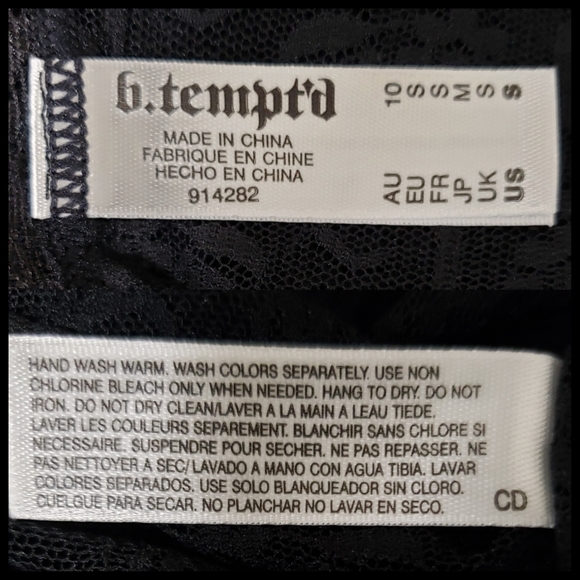 b.tempt'd
MADE IN CHINA
FABRIQUE EN CHINE
HECHO EN CHINA
914282
AU 10
EU S
FR S
JP M
UK S
US S
HAND WASH WARM. WASH COLORS SEPARATELY. USE NON
CHLORINE BLEACH ONLY WHEN NEEDED. HANG TO DRY. DO NOT
IRON. DO NOT DRY CLEAN/LAVER A LA MAIN A LEAU TIEDE.
LAVER LES COULEURS SEPAREMENT. BLANCHIR SANS CHLORE SI
NECESSAIRE. SUSPENDRE POUR SECHER. NE PAS REPASSER. NE
PAS NETTOYER A SEC/LAVADO A MANO CON AGUA TIBIA. LAVAR
COLORES SEPARADOS. USE SOLO BLANQUEADOR SIN CLORO.
CUELGUE PARA SECAR. NO PLANCHAR NO LAVAR EN SECO.
CD